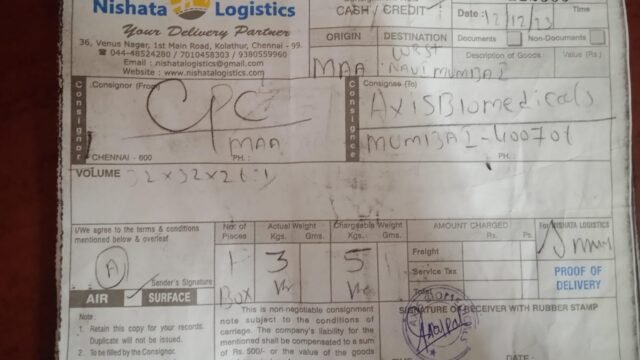 Nishata Logistics
Your Delivery Partner
36, Venus Nagar, 1st Main Road, Kolathur, Chennai - 99.
☎ 044-48524280 / 7010458303 / 9380559960
Email : nishatalogistics@gmail.com
Website : www.nishatalogistics.com
CASH / CREDIT
Date : 12/12/23
ORIGIN DESTINATION
MAA WEST
NAVI MUMBAI
Documents Non-Documents
Description of Goods Value (Rs.)
Consignor Consignor (From)
CPC
MAA
CHENNAI - 600 PH. :
Consignee Consignee (To)
AXISBiomedicals
MUMBAI-400701
PH. :
VOLUME 32x32x26:1
I/We agree to the terms & conditions
mentioned below & overleaf
A
Sender's Signature
AIR SURFACE
No. of Pieces
1
BOX
Actual Weight
Kgs. Gms.
3
Chargeable Weight
Kgs. Gms.
5
AMOUNT CHARGED
Rs. Ps.
Freight
Service Tax
Total
For NISHATA LOGISTICS
PROOF OF
DELIVERY
Note :
1. Retain this copy for your records.
Duplicate will not be issued.
2. To be filled by the Consignor.
This is non-negotiable consignment
note subject to the conditions of
carriage. The company's liability for the
mentioned shall be compensated to a sum
of Rs. 500/- or the value of the goods
SIGNATURE OF RECEIVER WITH RUBBER STAMP
DATE :